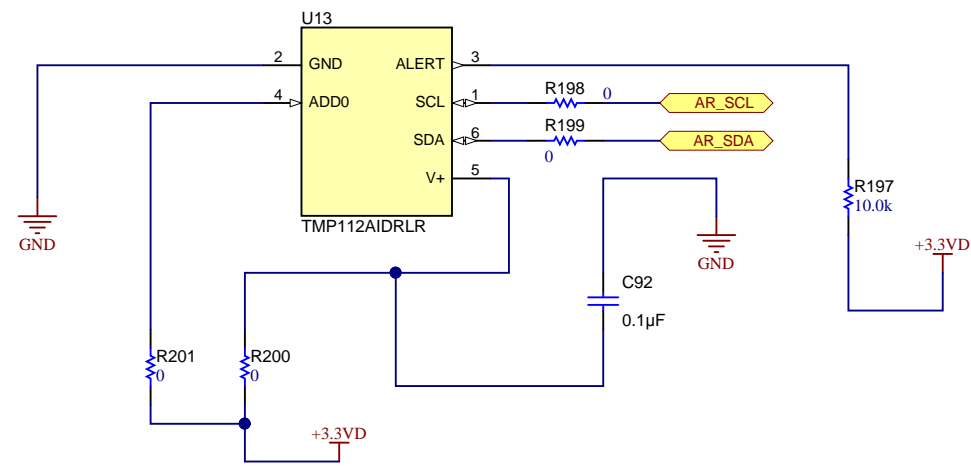 U13
2 GND ALERT 3
4 ADD0 SCL 1 R198 0 AR_SCL
SDA 6 R199 0 AR_SDA
V+ 5
TMP112AIDRLR
R197
10.0k
GND
GND
+3.3VD
C92
0.1µF
R201
0
R200
0
+3.3VD